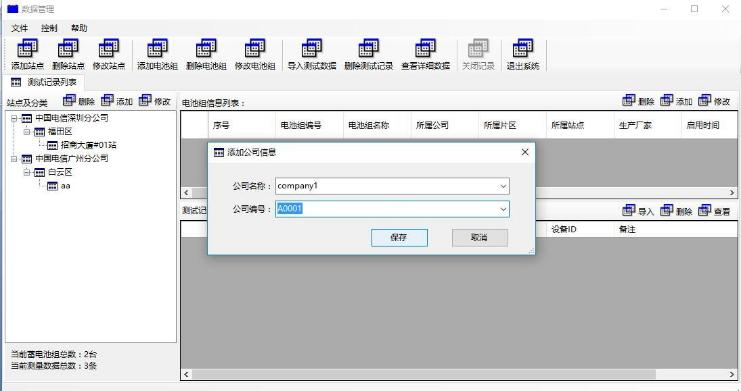 数据管理
文件 控制 帮助
添加站点 删除站点 修改站点 添加电池组 删除电池组 修改电池组 导入测试数据 删除测试记录 查看详细数据 关闭记录 退出系统
测试记录列表
站点及分类 删除 添加 修改 电池组信息列表: 删除 添加 修改
序号 电池组编号 电池组名称 所属公司 所属片区 所属站点 生产厂家 启用时间
中国电信深圳分公司
福田区
招商大厦#01站
中国电信广州分公司
白云区
aa
添加公司信息
公司名称: company1
公司编号: A0001
保存 取消
测试记 导入 删除 查看
设备ID 备注
当前蓄电池组总数:2台
当前测量数据总数:3条